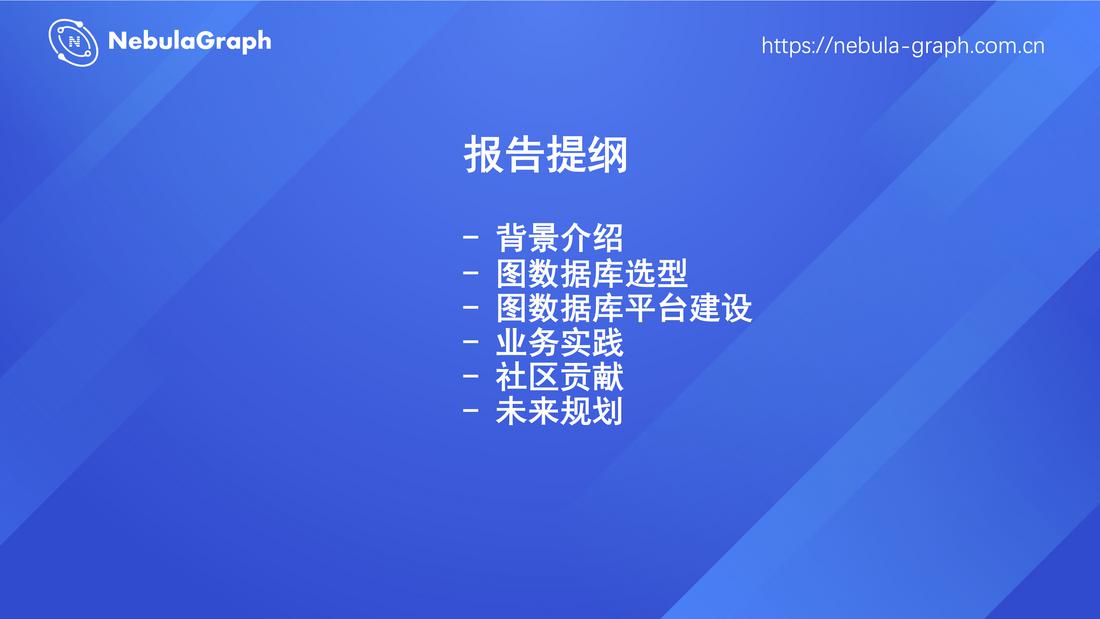 NebulaGraph
https://nebula-graph.com.cn
报告提纲
- 背景介绍
- 图数据库选型
- 图数据库平台建设
- 业务实践
- 社区贡献
- 未来规划